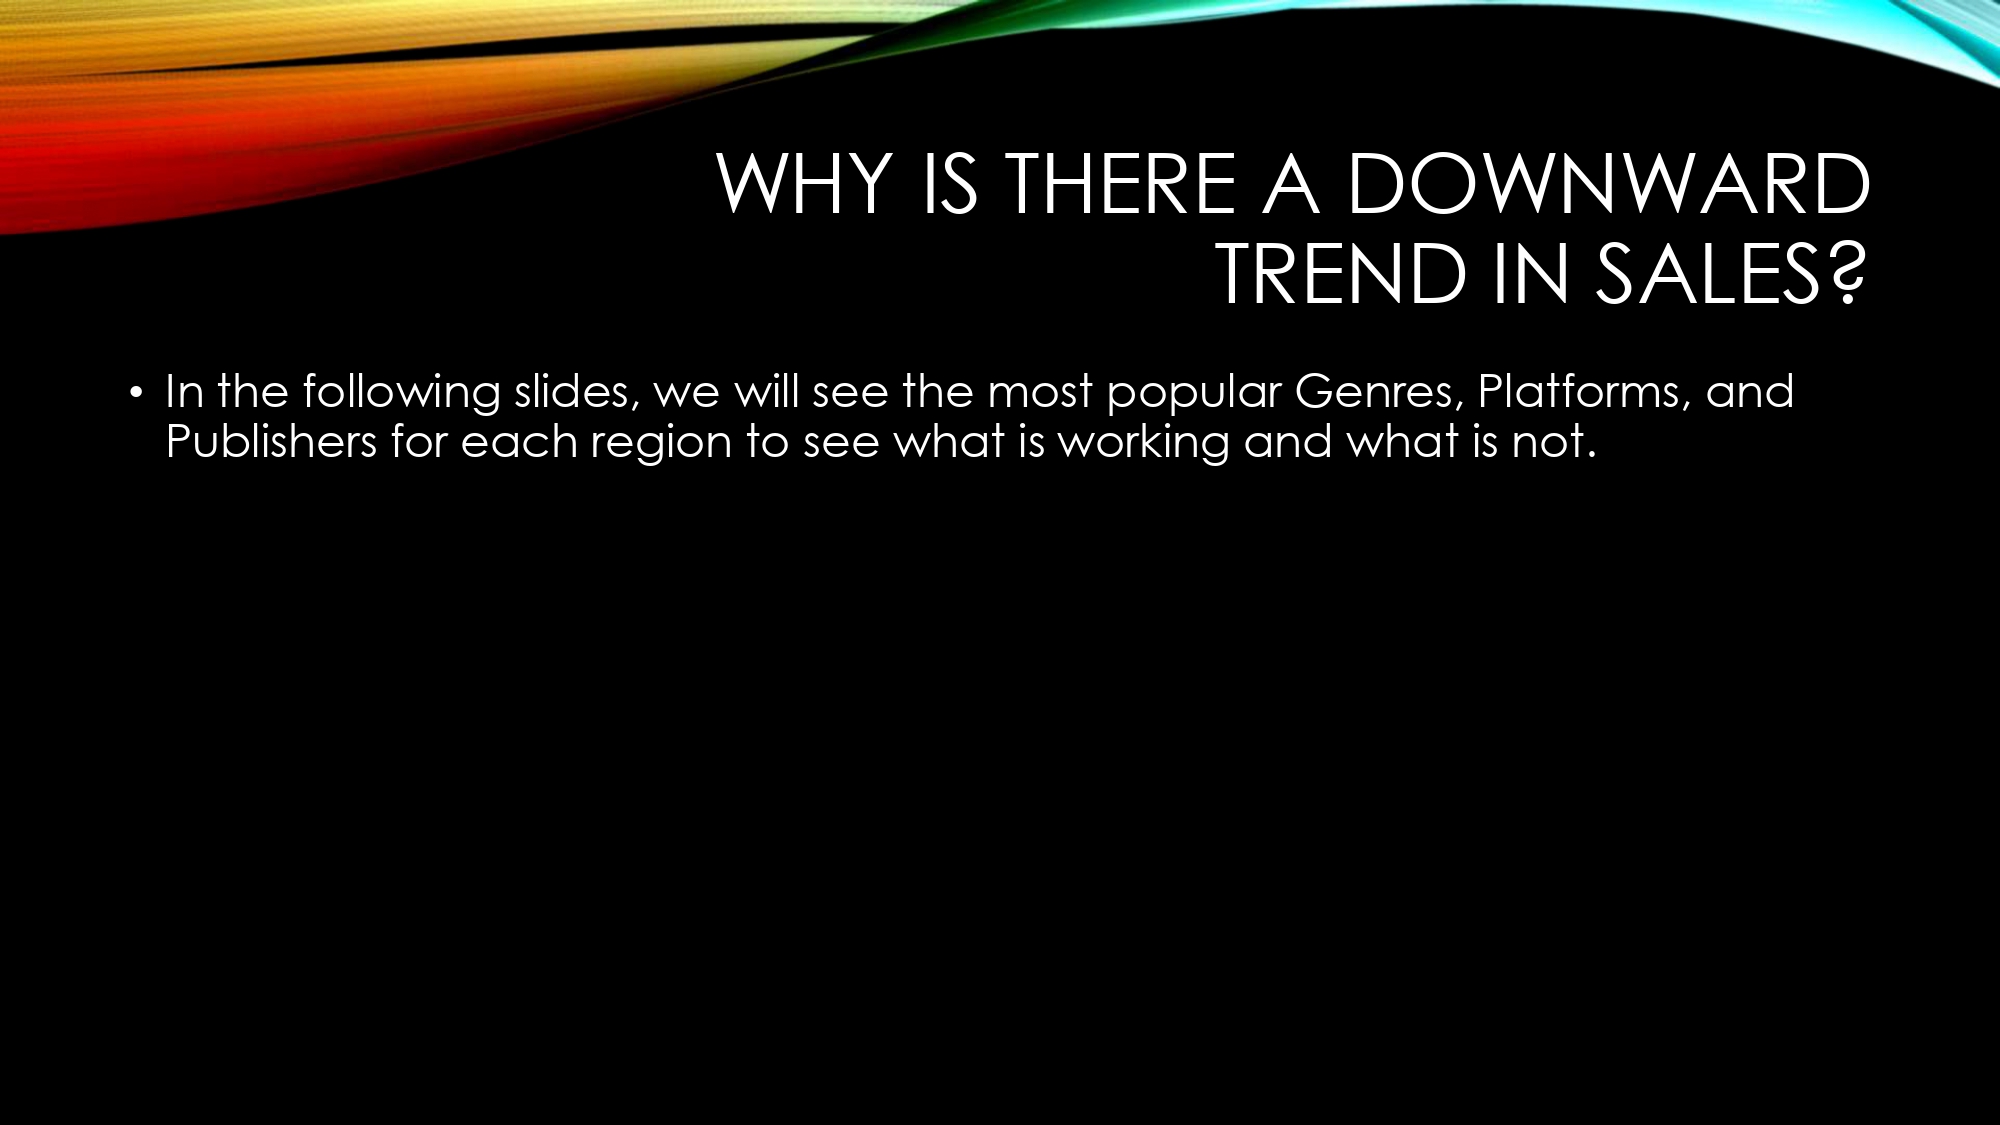 WHY IS THERE A DOWNWARD
TREND IN SALES?
• In the following slides, we will see the most popular Genres, Platforms, and
Publishers for each region to see what is working and what is not.